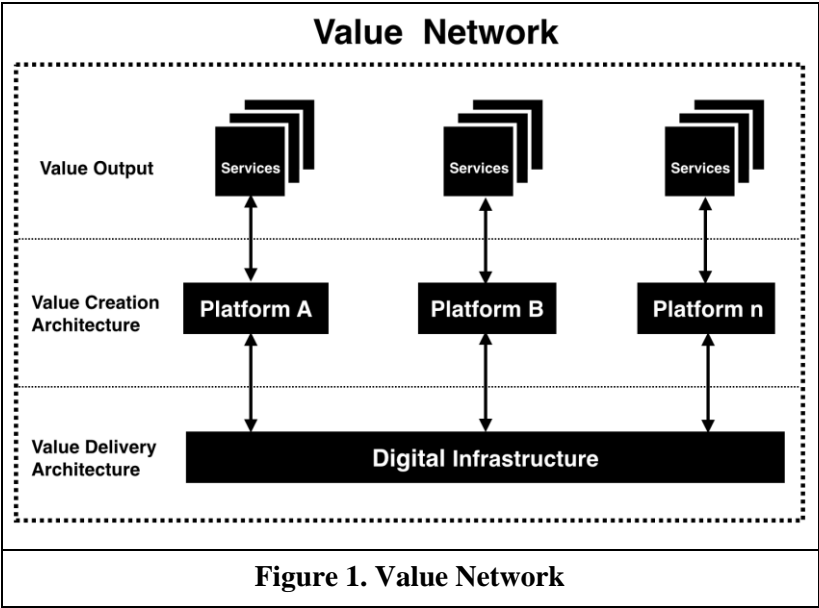 Value Network
Value Output
Services
Services
Services
Value Creation
Architecture
Platform A
Platform B
Platform n
Value Delivery
Architecture
Digital Infrastructure
Figure 1. Value Network